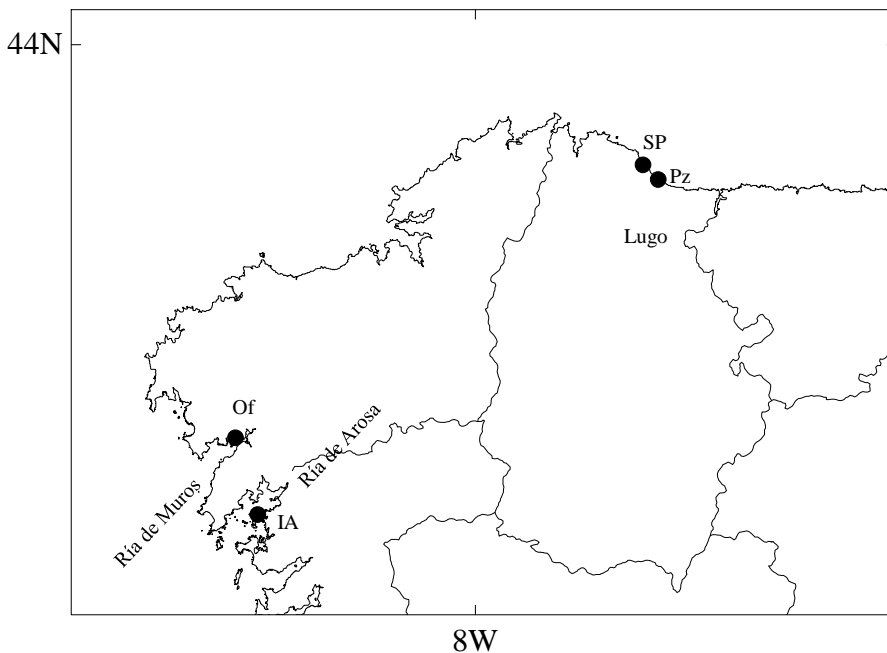 44N
SP
Pz
Lugo
Of
Ría de Arosa
Ría de Muros
IA
8W